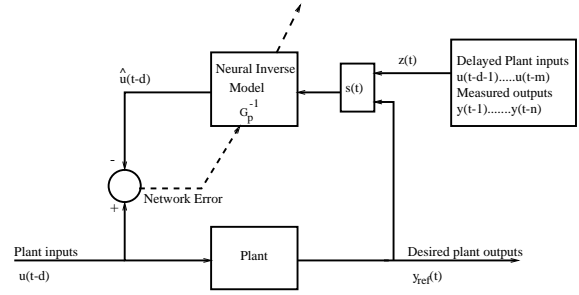 Neural Inverse
Model
G_p^-1
û(t-d)
s(t)
z(t)
Delayed Plant inputs
u(t-d-1).....u(t-m)
Measured outputs
y(t-1).......y(t-n)
-
+
Network Error
Plant inputs
u(t-d)
Plant
Desired plant outputs
y_ref(t)